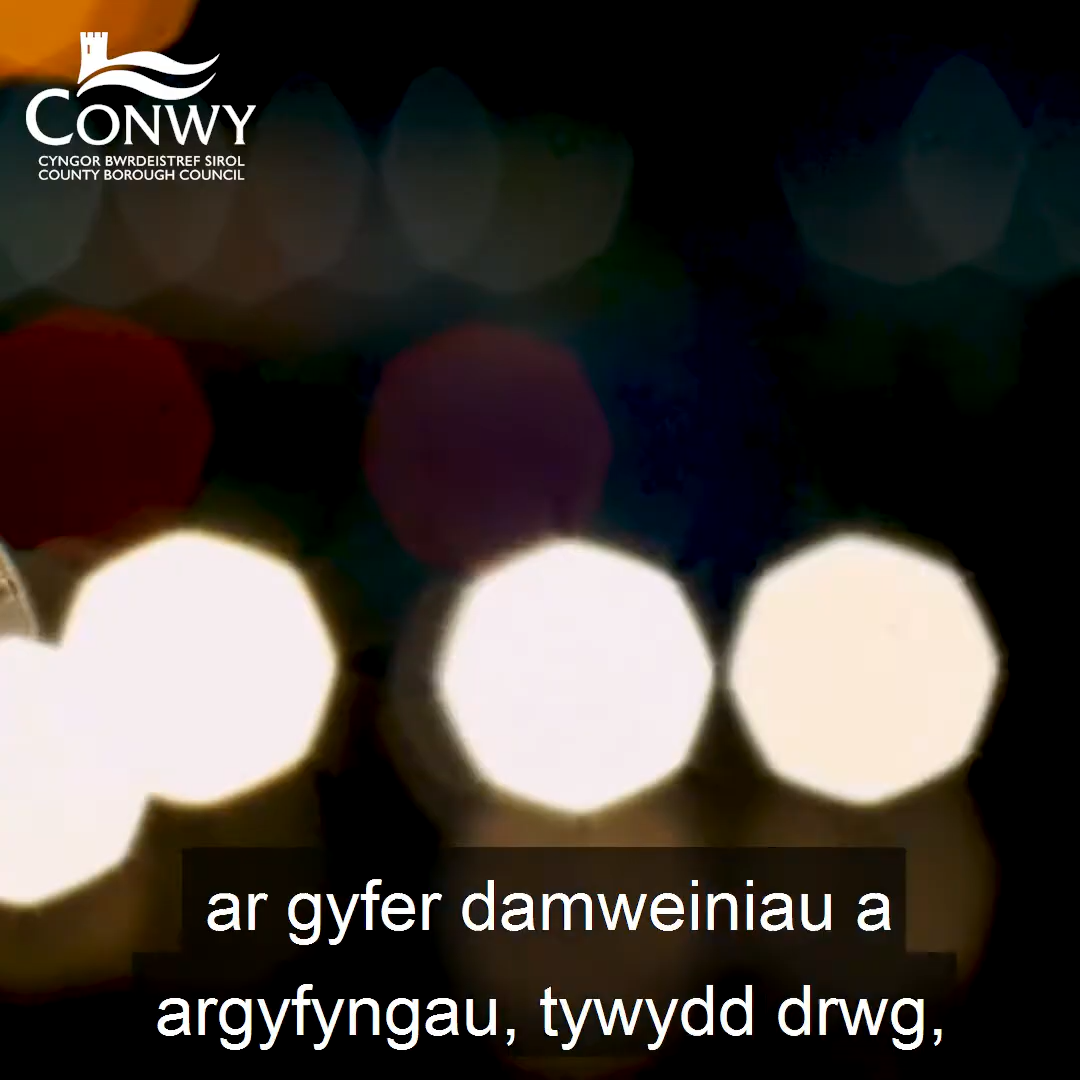 CONWY
CYNGOR BWRDEISTREF SIROL
COUNTY BOROUGH COUNCIL
ar gyfer damweiniau a
argyfyngau, tywydd drwg,